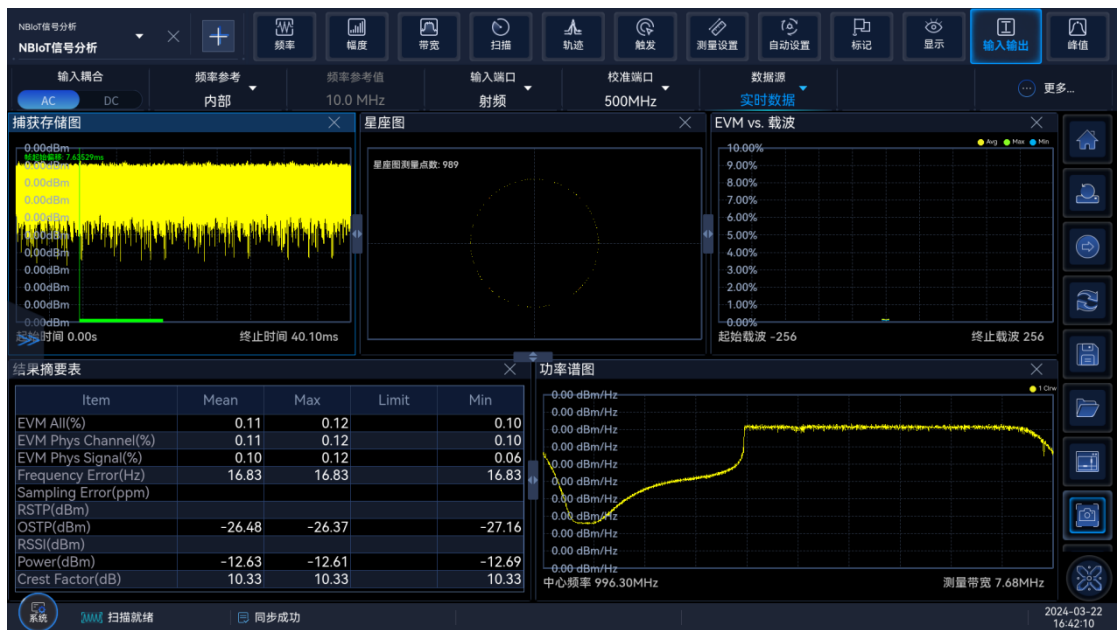 NBIoT信号分析
NBIoT信号分析
频率
幅度
带宽
扫描
轨迹
触发
测量设置
自动设置
标记
显示
输入输出
峰值
输入耦合
AC DC
频率参考
内部
频率参考值
10.0 MHz
输入端口
射频
校准端口
500MHz
数据源
实时数据
更多...
捕获存储图
0.00dBm
帧起始偏移: 7.63529ms
0.00dBm
0.00dBm
0.00dBm
0.00dBm
0.00dBm
0.00dBm
0.00dBm
0.00dBm
0.00dBm
0.00dBm
起始时间 0.00s 终止时间 40.10ms
星座图
星座图测量点数: 989
EVM vs. 载波
Avg Max Min
10.00%
9.00%
8.00%
7.00%
6.00%
5.00%
4.00%
3.00%
2.00%
1.00%
0.00%
起始载波 -256 终止载波 256
结果摘要表
Item Mean Max Limit Min
EVM All(%) 0.11 0.12 0.10
EVM Phys Channel(%) 0.11 0.12 0.10
EVM Phys Signal(%) 0.10 0.12 0.06
Frequency Error(Hz) 16.83 16.83 16.83
Sampling Error(ppm)
RSTP(dBm)
OSTP(dBm) -26.48 -26.37 -27.16
RSSI(dBm)
Power(dBm) -12.63 -12.61 -12.69
Crest Factor(dB) 10.33 10.33 10.33
功率谱图
1 Clrw
0.00 dBm/Hz
0.00 dBm/Hz
0.00 dBm/Hz
0.00 dBm/Hz
0.00 dBm/Hz
0.00 dBm/Hz
0.00 dBm/Hz
0.00 dBm/Hz
0.00 dBm/Hz
0.00 dBm/Hz
0.00 dBm/Hz
中心频率 996.30MHz 测量带宽 7.68MHz
系统
扫描就绪
同步成功
2024-03-22
16:42:10